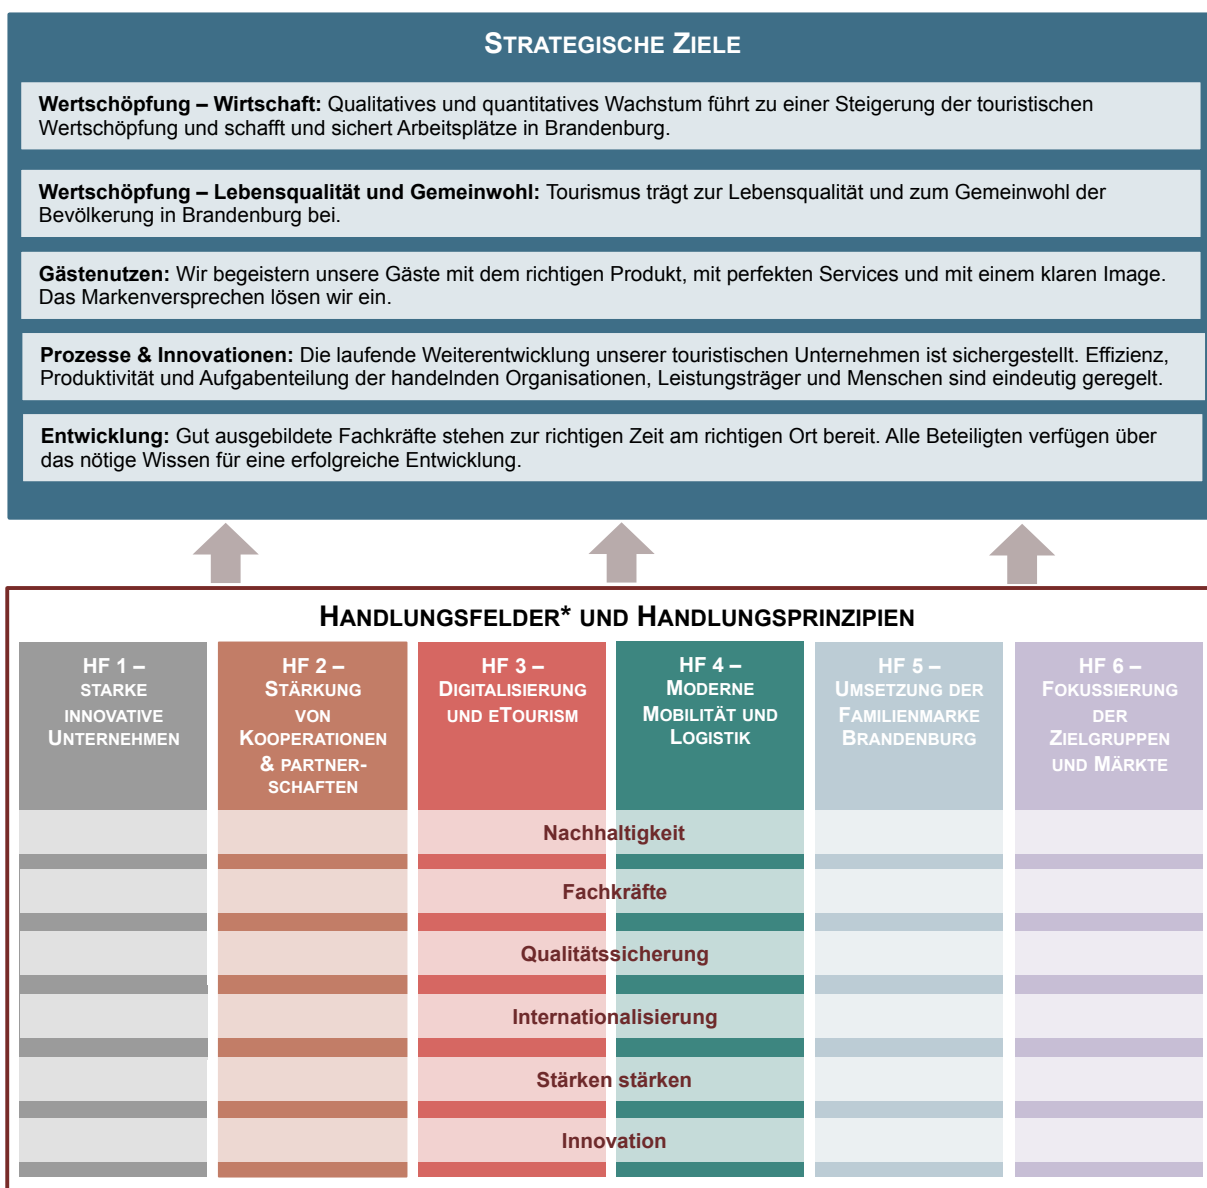 STRATEGISCHE ZIELE
Wertschöpfung – Wirtschaft: Qualitatives und quantitatives Wachstum führt zu einer Steigerung der touristischen
Wertschöpfung und schafft und sichert Arbeitsplätze in Brandenburg.
Wertschöpfung – Lebensqualität und Gemeinwohl: Tourismus trägt zur Lebensqualität und zum Gemeinwohl der
Bevölkerung in Brandenburg bei.
Gästenutzen: Wir begeistern unsere Gäste mit dem richtigen Produkt, mit perfekten Services und mit einem klaren Image.
Das Markenversprechen lösen wir ein.
Prozesse & Innovationen: Die laufende Weiterentwicklung unserer touristischen Unternehmen ist sichergestellt. Effizienz,
Produktivität und Aufgabenteilung der handelnden Organisationen, Leistungsträger und Menschen sind eindeutig geregelt.
Entwicklung: Gut ausgebildete Fachkräfte stehen zur richtigen Zeit am richtigen Ort bereit. Alle Beteiligten verfügen über
das nötige Wissen für eine erfolgreiche Entwicklung.
HANDLUNGSFELDER* UND HANDLUNGSPRINZIPIEN
HF 1 –
STARKE
INNOVATIVE
UNTERNEHMEN
HF 2 –
STÄRKUNG
VON
KOOPERATIONEN
& PARTNER-
SCHAFTEN
HF 3 –
DIGITALISIERUNG
UND ETOURISM
HF 4 –
MODERNE
MOBILITÄT UND
LOGISTIK
HF 5 –
UMSETZUNG DER
FAMILIENMARKE
BRANDENBURG
HF 6 –
FOKUSSIERUNG
DER
ZIELGRUPPEN
UND MÄRKTE
Nachhaltigkeit
Fachkräfte
Qualitätssicherung
Internationalisierung
Stärken stärken
Innovation